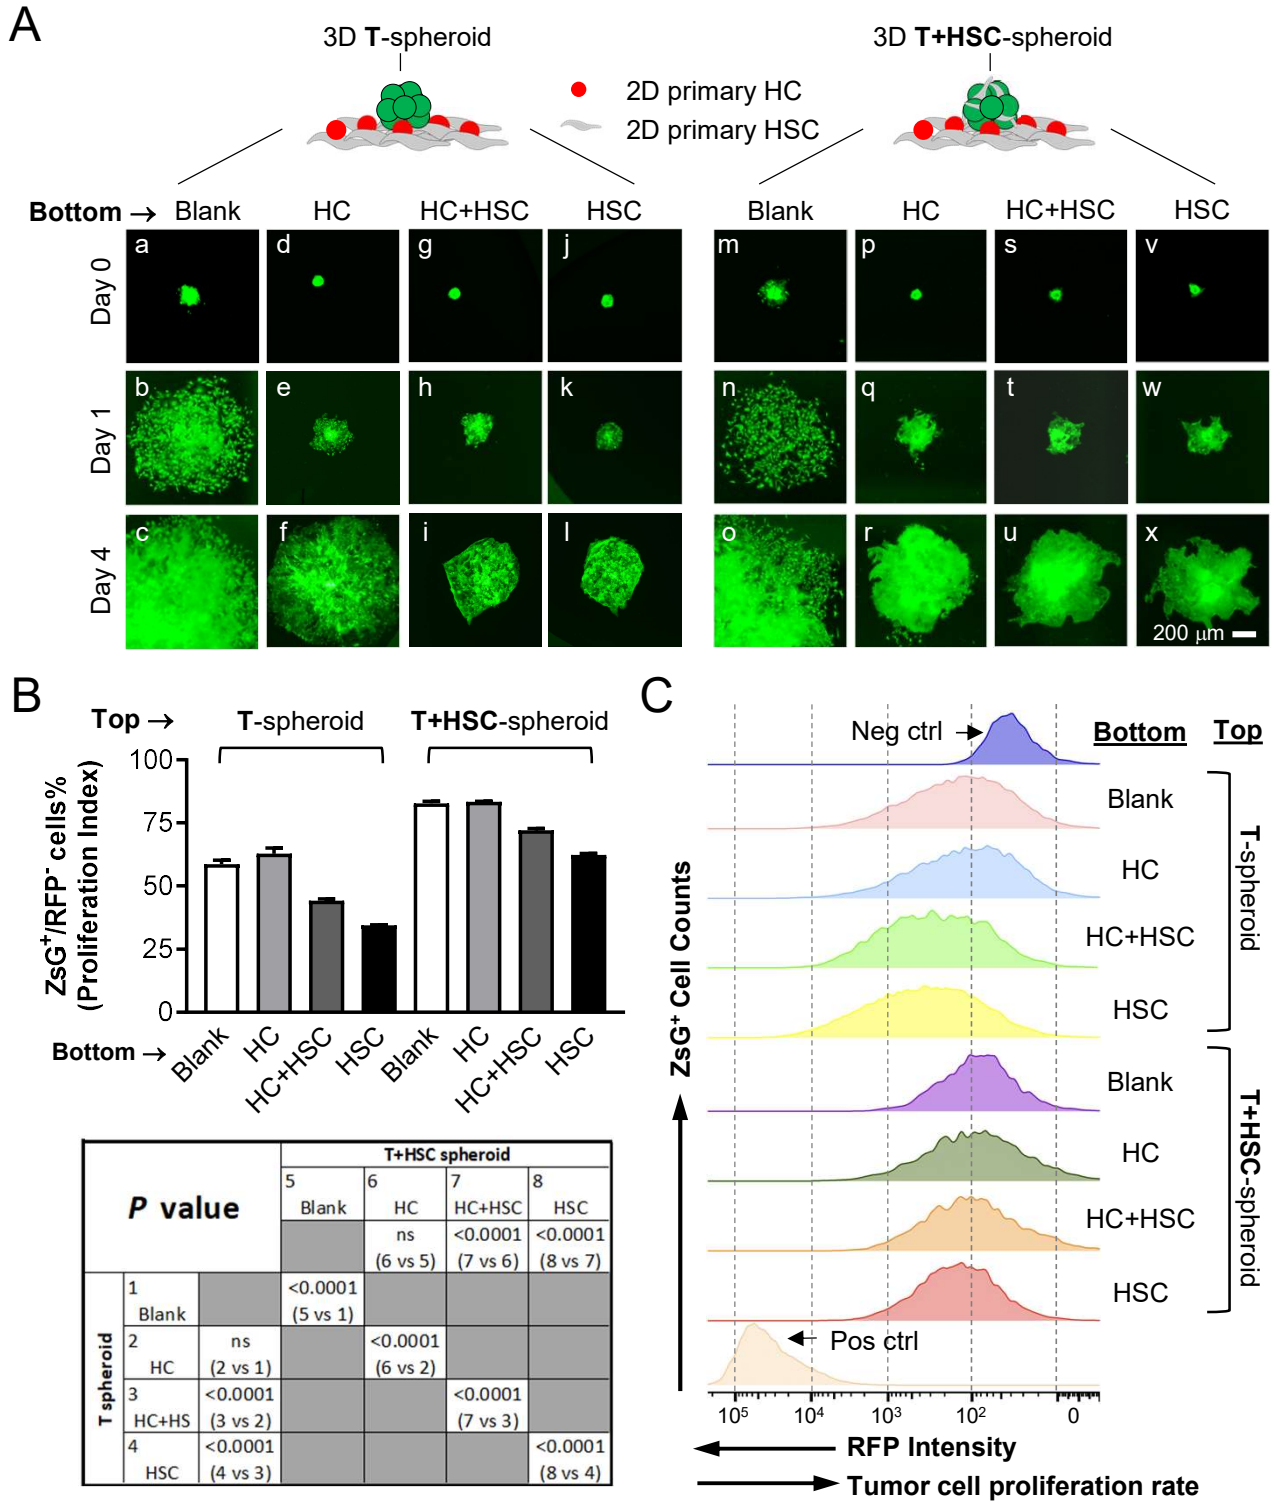 A
3D T-spheroid
3D T+HSC-spheroid
2D primary HC
2D primary HSC
Bottom → Blank HC HC+HSC HSC Blank HC HC+HSC HSC
Day 0
a d g j m p s v
Day 1
b e h k n q t w
Day 4
c f i l o r u x
200 μm
B
Top → T-spheroid T+HSC-spheroid
ZsG+/RFP- cells%
(Proliferation Index)
100
75
50
25
0
Bottom →
Blank HC HC+HSC HSC Blank HC HC+HSC HSC
P value
T+HSC spheroid
5 6 7 8
Blank HC HC+HSC HSC
ns <0.0001 <0.0001
(6 vs 5) (7 vs 6) (8 vs 7)
T spheroid
1 <0.0001
Blank (5 vs 1)
2 ns <0.0001
HC (2 vs 1) (6 vs 2)
3 <0.0001 <0.0001
HC+HS (3 vs 2) (7 vs 3)
4 <0.0001 <0.0001
HSC (4 vs 3) (8 vs 4)
C
Neg ctrl
Bottom Top
Blank
HC
HC+HSC
HSC
T-spheroid
Blank
HC
HC+HSC
HSC
T+HSC-spheroid
Pos ctrl
ZsG+ Cell Counts
10^5 10^4 10^3 10^2 0
RFP Intensity
Tumor cell proliferation rate